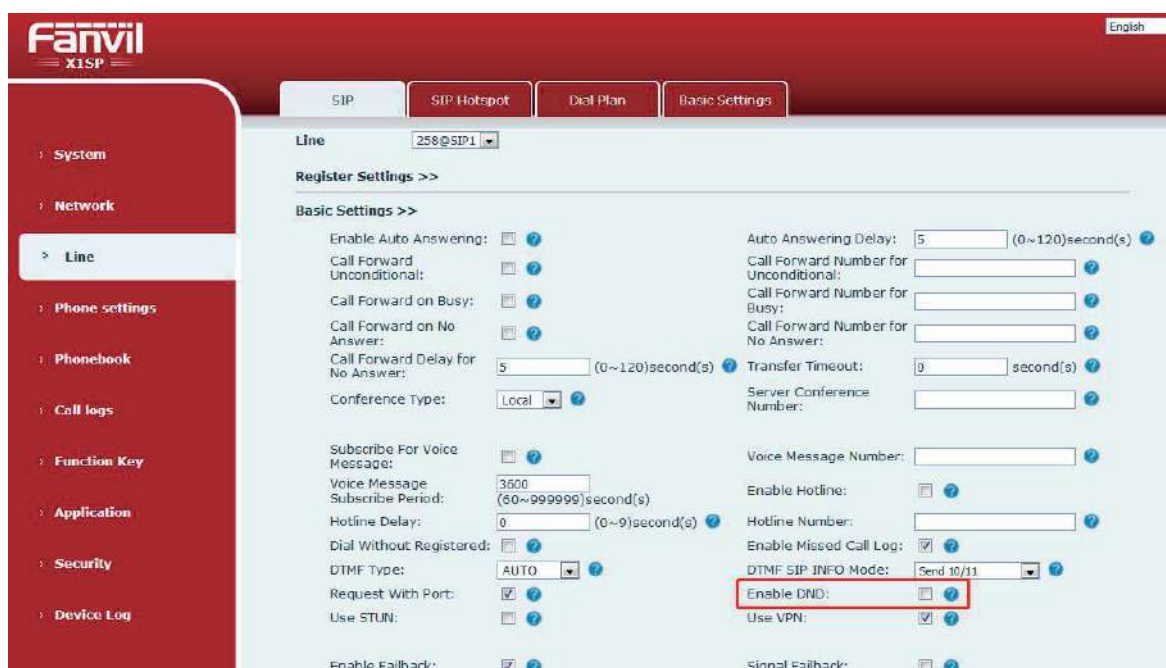 Fanvil
X1SP
English
SIP
SIP Hotspot
Dial Plan
Basic Settings
System
Network
Line
Phone settings
Phonebook
Call logs
Function Key
Application
Security
Device Log
Line 258@SIP1
Register Settings >>
Basic Settings >>
Enable Auto Answering:
Auto Answering Delay: 5 (0~120)second(s)
Call Forward
Unconditional:
Call Forward Number for
Unconditional:
Call Forward on Busy:
Call Forward Number for
Busy:
Call Forward on No
Answer:
Call Forward Number for
No Answer:
Call Forward Delay for
No Answer: 5 (0~120)second(s)
Transfer Timeout: 0 second(s)
Conference Type: Local
Server Conference
Number:
Subscribe For Voice
Message:
Voice Message Number:
Voice Message
Subscribe Period: 3600
(60~999999)second(s)
Enable Hotline:
Hotline Delay: 0 (0~9)second(s)
Hotline Number:
Dial Without Registered:
Enable Missed Call Log:
DTMF Type: AUTO
DTMF SIP INFO Mode: Send 10/11
Request With Port:
Enable DND:
Use STUN:
Use VPN:
Enable Failback:
Signal Failback: